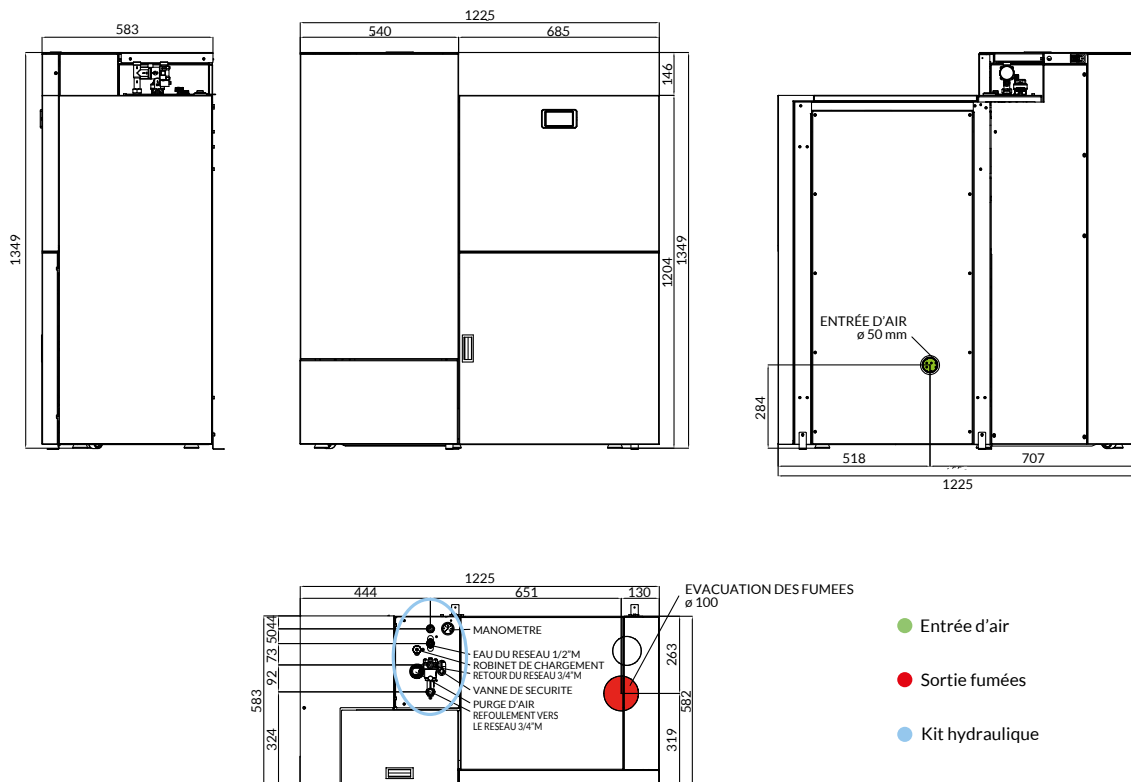 583
1225
540
685
146
1349
1204
1349
ENTRÉE D'AIR
ø 50 mm
284
518
707
1225
1225
444
651
130
EVACUATION DES FUMEES
ø 100
44
50
73
92
324
583
MANOMETRE
EAU DU RESEAU 1/2"M
ROBINET DE CHARGEMENT
RETOUR DU RESEAU 3/4"M
VANNE DE SECURITE
PURGE D'AIR
REFOULEMENT VERS
LE RESEAU 3/4"M
263
319
582
Entrée d'air
Sortie fumées
Kit hydraulique